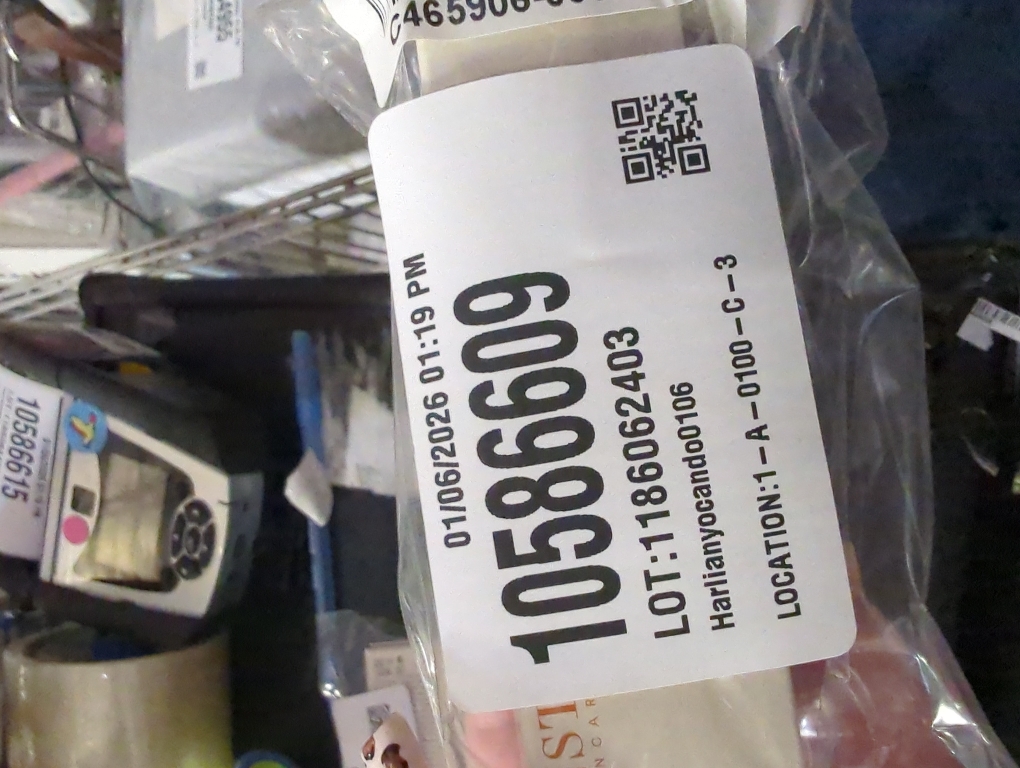 01/06/2026 01:19 PM
10586609
LOT:1186062403
Harlianyocando0106
LOCATION:1-A-0100-C-3
10586615